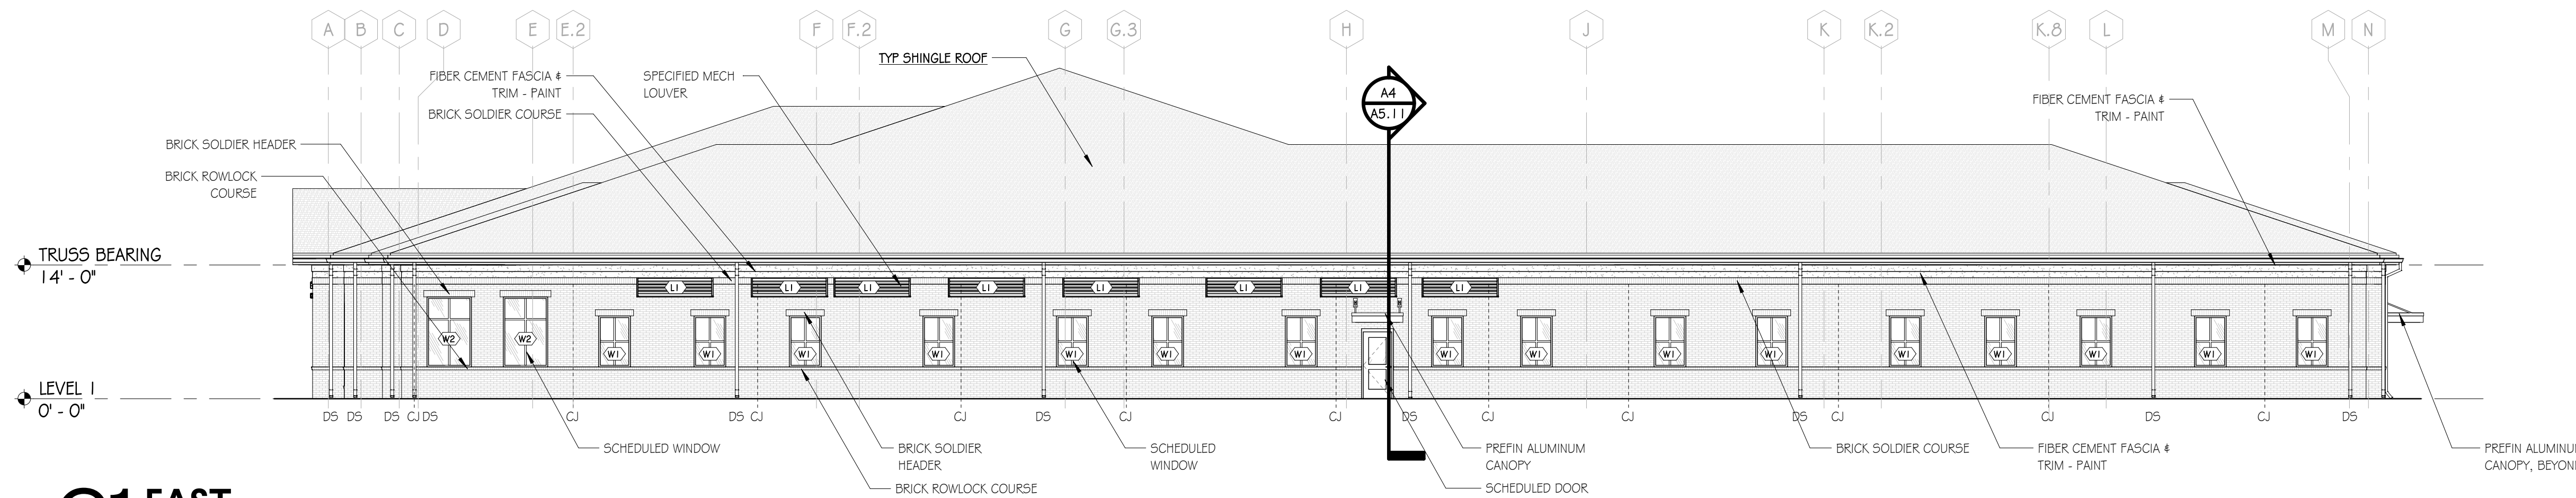 A B C D E E.2 F F.2 G G.3 H J K K.2 K.8 L M N
TYP SHINGLE ROOF
FIBER CEMENT FASCIA &
TRIM - PAINT
SPECIFIED MECH
LOUVER
BRICK SOLDIER COURSE
A4
A5.11
FIBER CEMENT FASCIA &
TRIM - PAINT
BRICK SOLDIER HEADER
BRICK ROWLOCK
COURSE
TRUSS BEARING
14' - 0"
L1 L1 L1 L1 L1 L1 L1 L1
W2 W2
W1 W1 W1 W1 W1 W1 W1 W1 W1 W1 W1 W1 W1 W1 W1 W1
LEVEL 1
0' - 0"
DS DS DS CJ DS CJ DS CJ CJ DS CJ CJ DS CJ CJ DS CJ CJ DS CJ DS
SCHEDULED WINDOW
BRICK SOLDIER
HEADER
BRICK ROWLOCK COURSE
SCHEDULED
WINDOW
PREFIN ALUMINUM
CANOPY
SCHEDULED DOOR
BRICK SOLDIER COURSE
FIBER CEMENT FASCIA &
TRIM - PAINT
PREFIN ALUMINU
CANOPY, BEYON
EAST